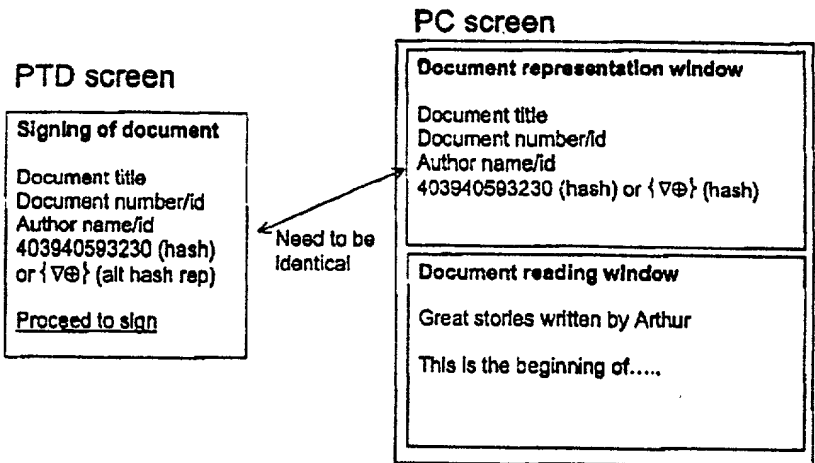 PC screen
PTD screen
Signing of document
Document title
Document number/id
Author name/id
403940593230 (hash)
or {∇⊕} (alt hash rep)
Proceed to sign
Need to be
identical
Document representation window
Document title
Document number/id
Author name/id
403940593230 (hash) or {∇⊕} (hash)
Document reading window
Great stories written by Arthur
This is the beginning of.....